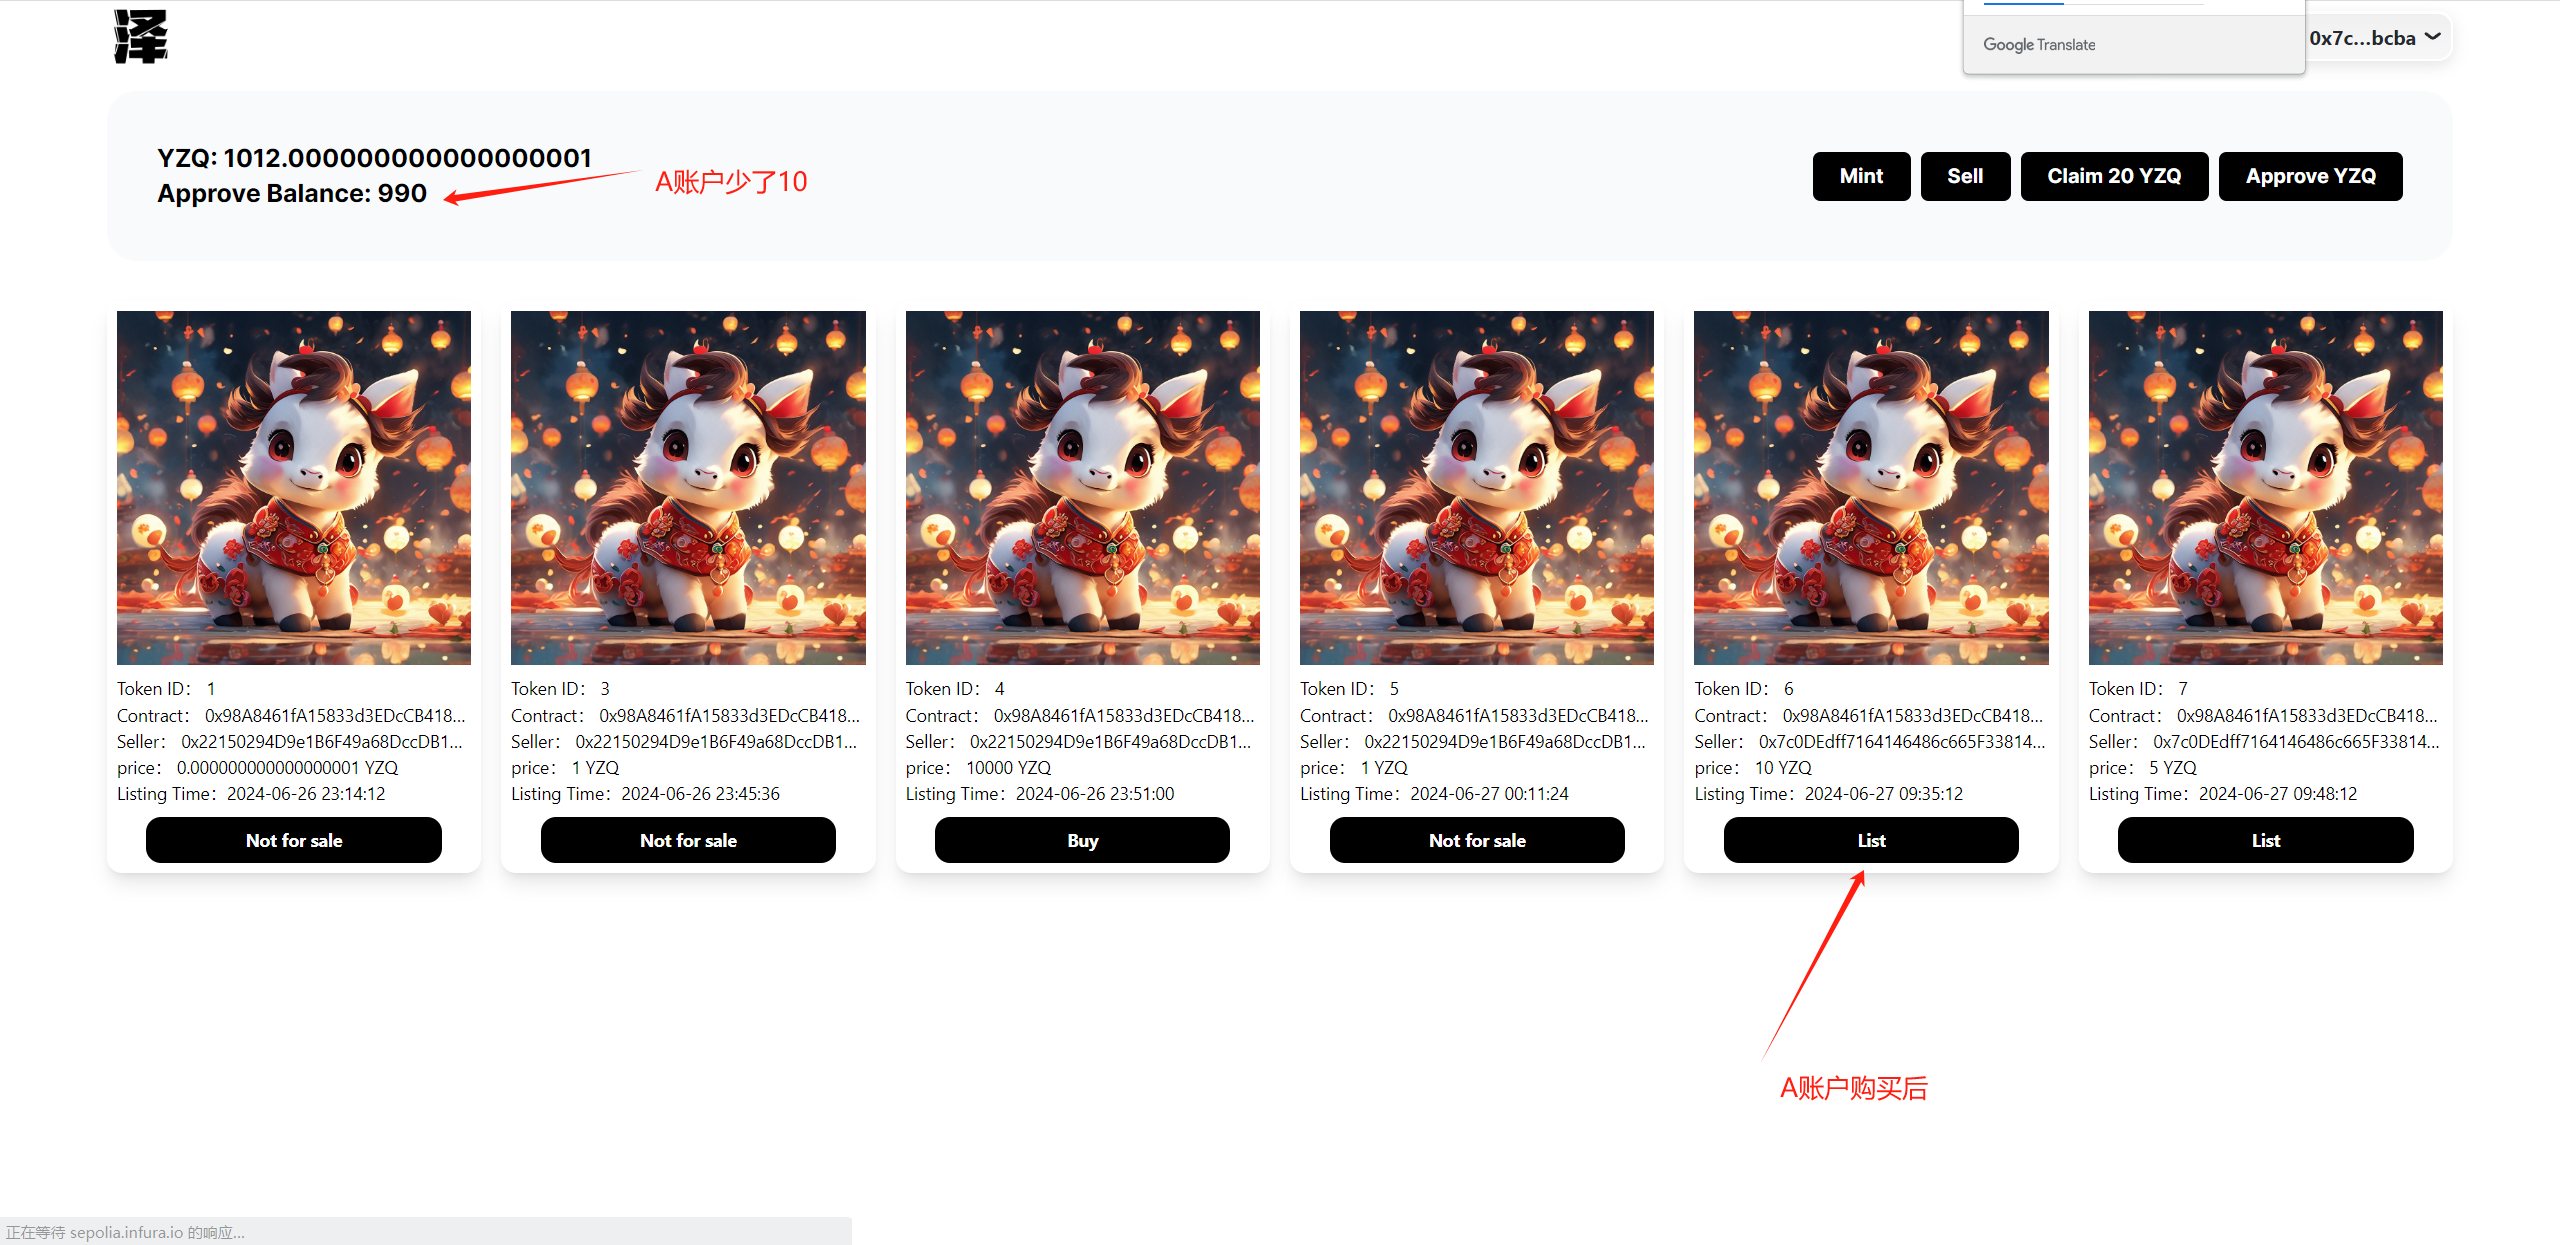 泽
Google Translate
0x7c...bcba
YZQ: 1012.000000000000000001
Approve Balance: 990
A账户少了10
Mint
Sell
Claim 20 YZQ
Approve YZQ
Token ID： 1
Contract： 0x98A8461fA15833d3EDcCB418...
Seller： 0x22150294D9e1B6F49a68DccDB1...
price： 0.000000000000000001 YZQ
Listing Time：2024-06-26 23:14:12
Not for sale
Token ID： 3
Contract： 0x98A8461fA15833d3EDcCB418...
Seller： 0x22150294D9e1B6F49a68DccDB1...
price： 1 YZQ
Listing Time：2024-06-26 23:45:36
Not for sale
Token ID： 4
Contract： 0x98A8461fA15833d3EDcCB418...
Seller： 0x22150294D9e1B6F49a68DccDB1...
price： 10000 YZQ
Listing Time：2024-06-26 23:51:00
Buy
Token ID： 5
Contract： 0x98A8461fA15833d3EDcCB418...
Seller： 0x22150294D9e1B6F49a68DccDB1...
price： 1 YZQ
Listing Time：2024-06-27 00:11:24
Not for sale
Token ID： 6
Contract： 0x98A8461fA15833d3EDcCB418...
Seller： 0x7c0DEdff7164146486c665F33814...
price： 10 YZQ
Listing Time：2024-06-27 09:35:12
List
Token ID： 7
Contract： 0x98A8461fA15833d3EDcCB418...
Seller： 0x7c0DEdff7164146486c665F33814...
price： 5 YZQ
Listing Time：2024-06-27 09:48:12
List
A账户购买后
正在等待 sepolia.infura.io 的响应...